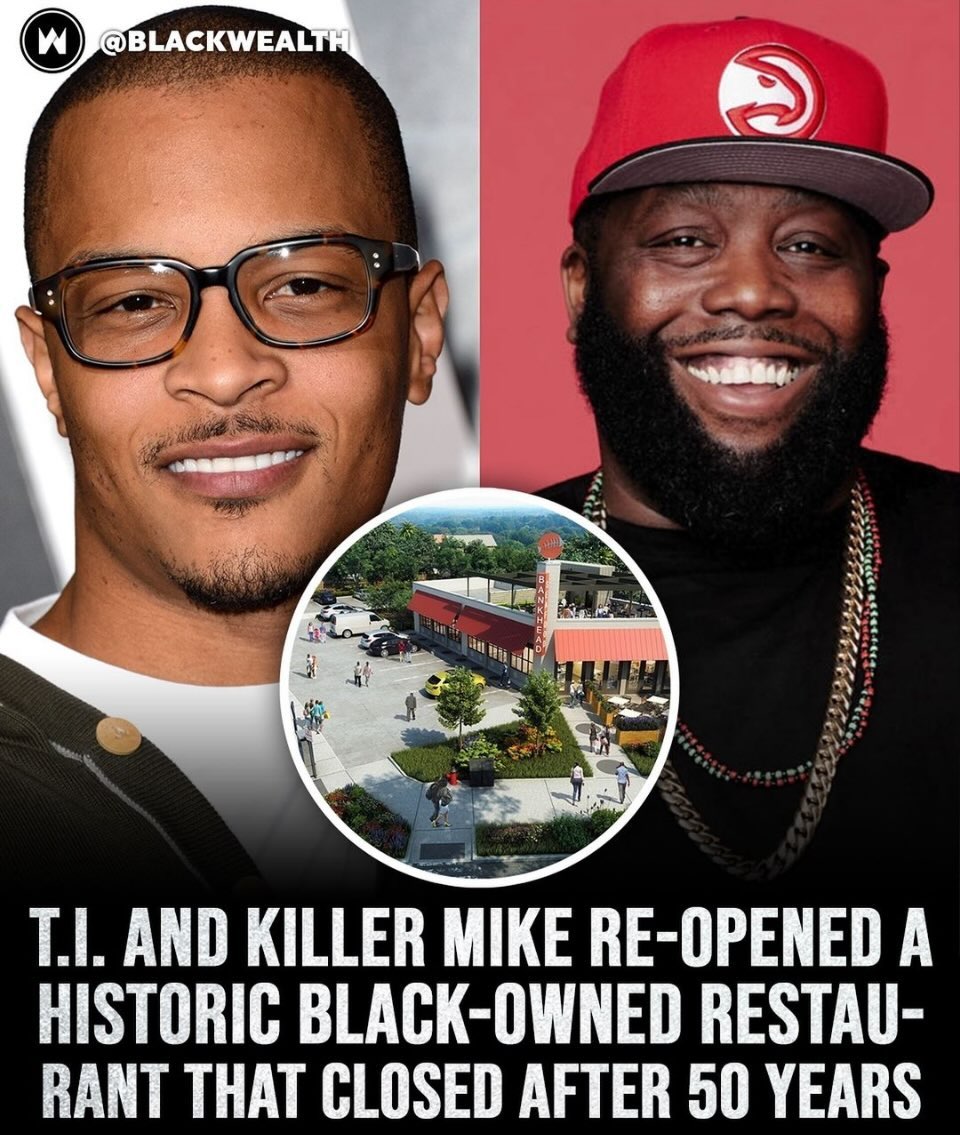 @BLACKWEALTH
BANKHEAD
T.I. AND KILLER MIKE RE-OPENED A
HISTORIC BLACK-OWNED RESTAU-
RANT THAT CLOSED AFTER 50 YEARS